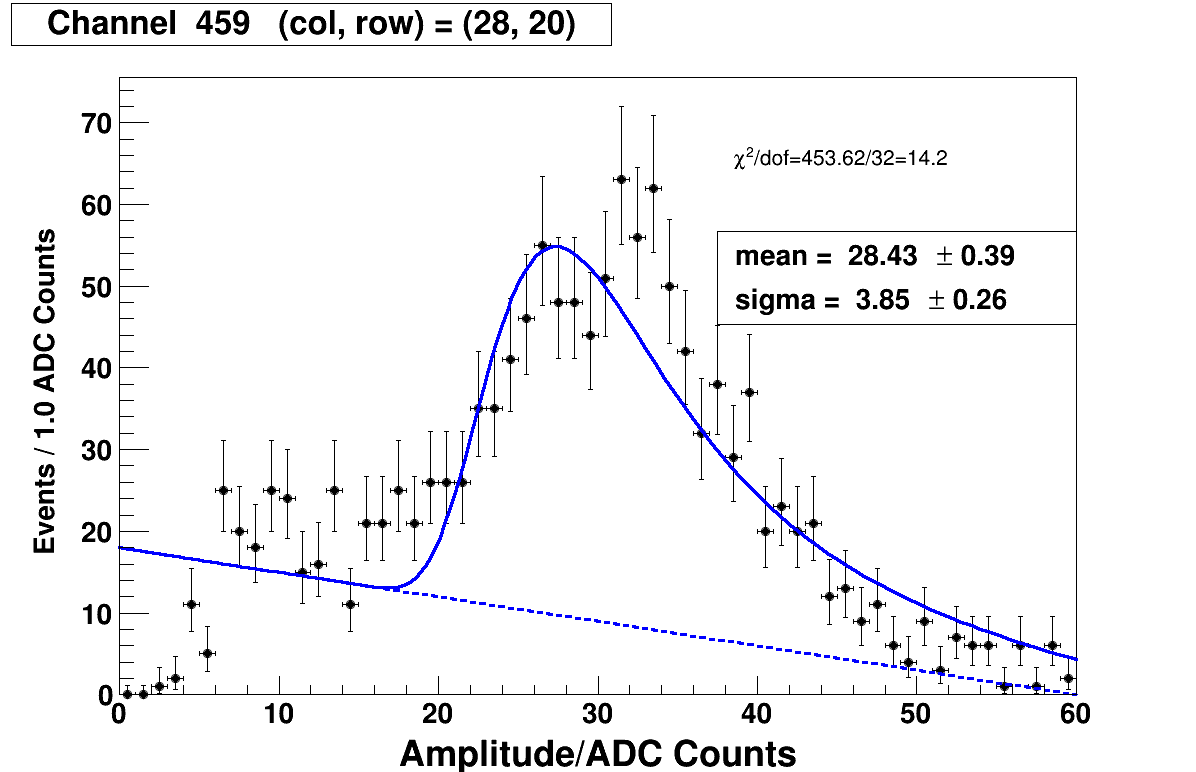 Channel 459 (col, row) = (28, 20)
70
60
50
40
30
20
10
0
Events / 1.0 ADC Counts
χ²/dof=453.62/32=14.2
mean = 28.43 ± 0.39
sigma = 3.85 ± 0.26
0 10 20 30 40 50 60
Amplitude/ADC Counts